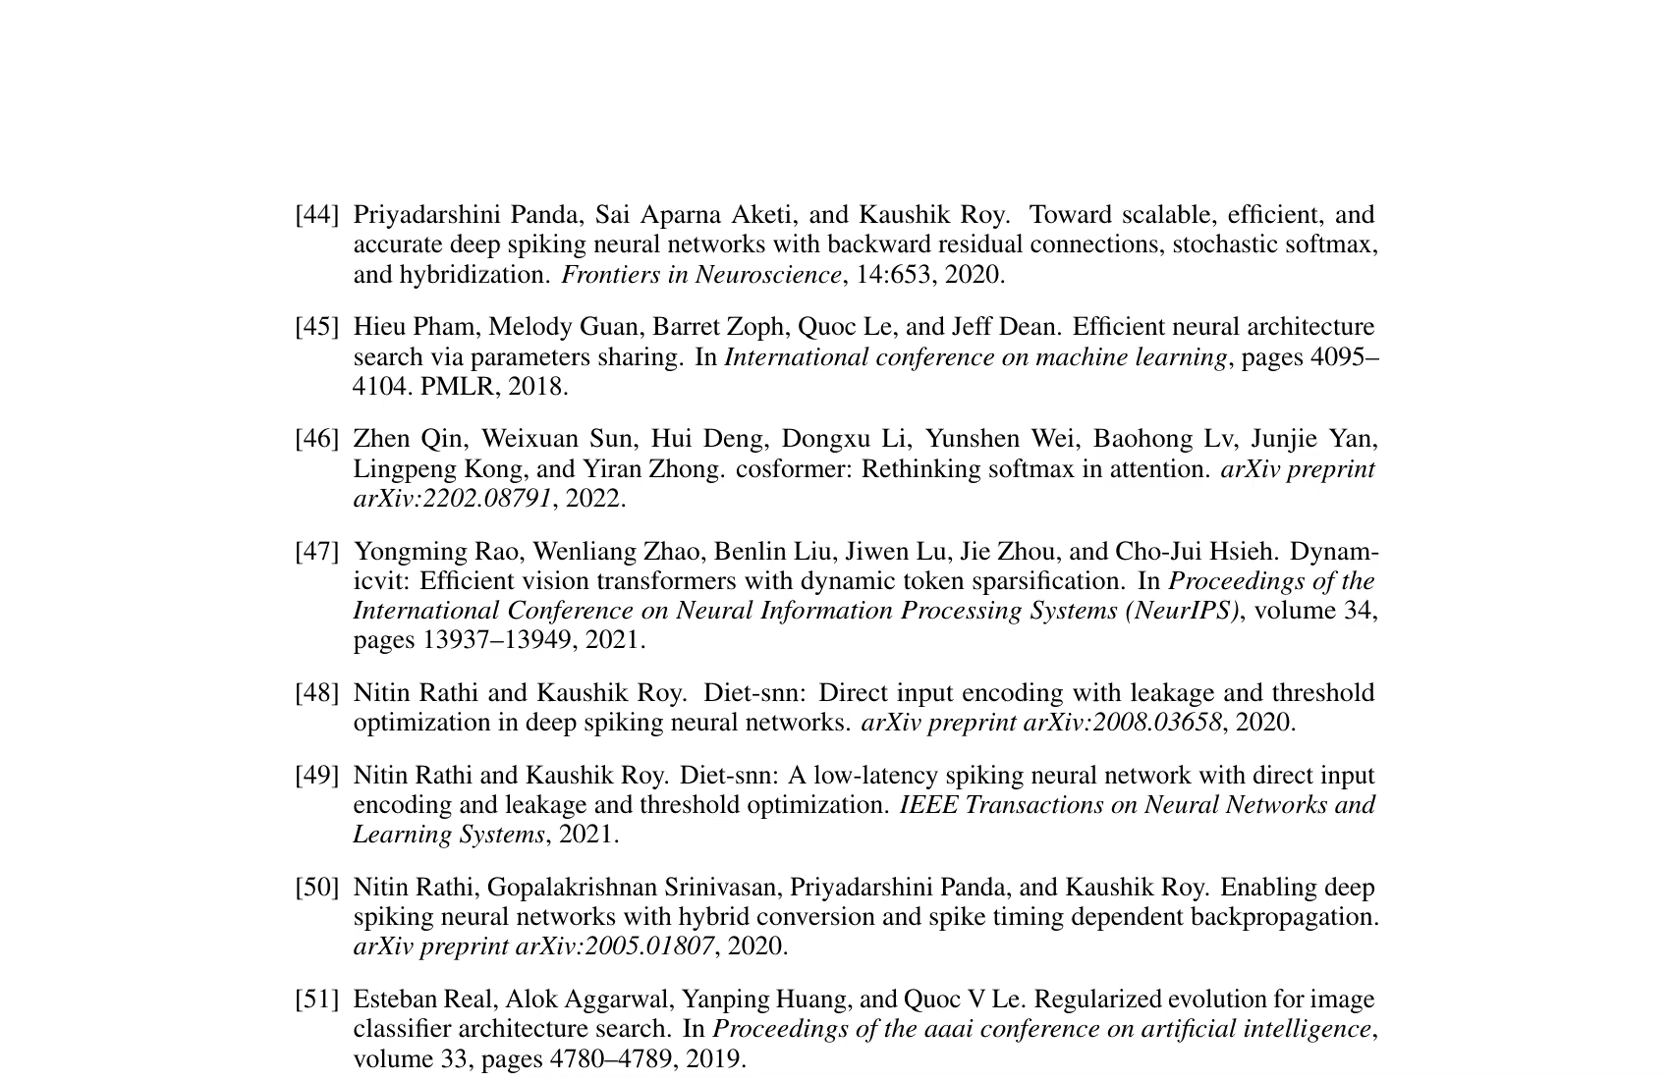 [44] Priyadarshini Panda, Sai Aparna Aketi, and Kaushik Roy. Toward scalable, efficient, and
accurate deep spiking neural networks with backward residual connections, stochastic softmax,
and hybridization. Frontiers in Neuroscience, 14:653, 2020.
[45] Hieu Pham, Melody Guan, Barret Zoph, Quoc Le, and Jeff Dean. Efficient neural architecture
search via parameters sharing. In International conference on machine learning, pages 4095–
4104. PMLR, 2018.
[46] Zhen Qin, Weixuan Sun, Hui Deng, Dongxu Li, Yunshen Wei, Baohong Lv, Junjie Yan,
Lingpeng Kong, and Yiran Zhong. cosformer: Rethinking softmax in attention. arXiv preprint
arXiv:2202.08791, 2022.
[47] Yongming Rao, Wenliang Zhao, Benlin Liu, Jiwen Lu, Jie Zhou, and Cho-Jui Hsieh. Dynam-
icvit: Efficient vision transformers with dynamic token sparsification. In Proceedings of the
International Conference on Neural Information Processing Systems (NeurIPS), volume 34,
pages 13937–13949, 2021.
[48] Nitin Rathi and Kaushik Roy. Diet-snn: Direct input encoding with leakage and threshold
optimization in deep spiking neural networks. arXiv preprint arXiv:2008.03658, 2020.
[49] Nitin Rathi and Kaushik Roy. Diet-snn: A low-latency spiking neural network with direct input
encoding and leakage and threshold optimization. IEEE Transactions on Neural Networks and
Learning Systems, 2021.
[50] Nitin Rathi, Gopalakrishnan Srinivasan, Priyadarshini Panda, and Kaushik Roy. Enabling deep
spiking neural networks with hybrid conversion and spike timing dependent backpropagation.
arXiv preprint arXiv:2005.01807, 2020.
[51] Esteban Real, Alok Aggarwal, Yanping Huang, and Quoc V Le. Regularized evolution for image
classifier architecture search. In Proceedings of the aaai conference on artificial intelligence,
volume 33, pages 4780–4789, 2019.